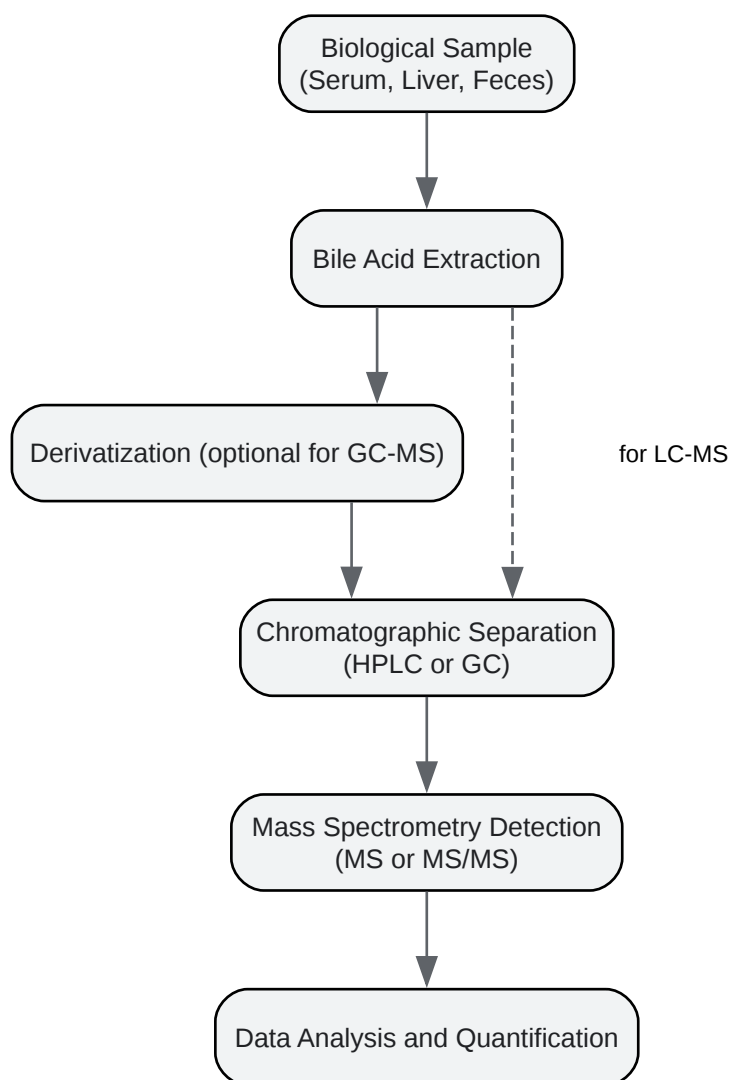 Biological Sample
(Serum, Liver, Feces)
Bile Acid Extraction
Derivatization (optional for GC-MS)
for LC-MS
Chromatographic Separation
(HPLC or GC)
Mass Spectrometry Detection
(MS or MS/MS)
Data Analysis and Quantification